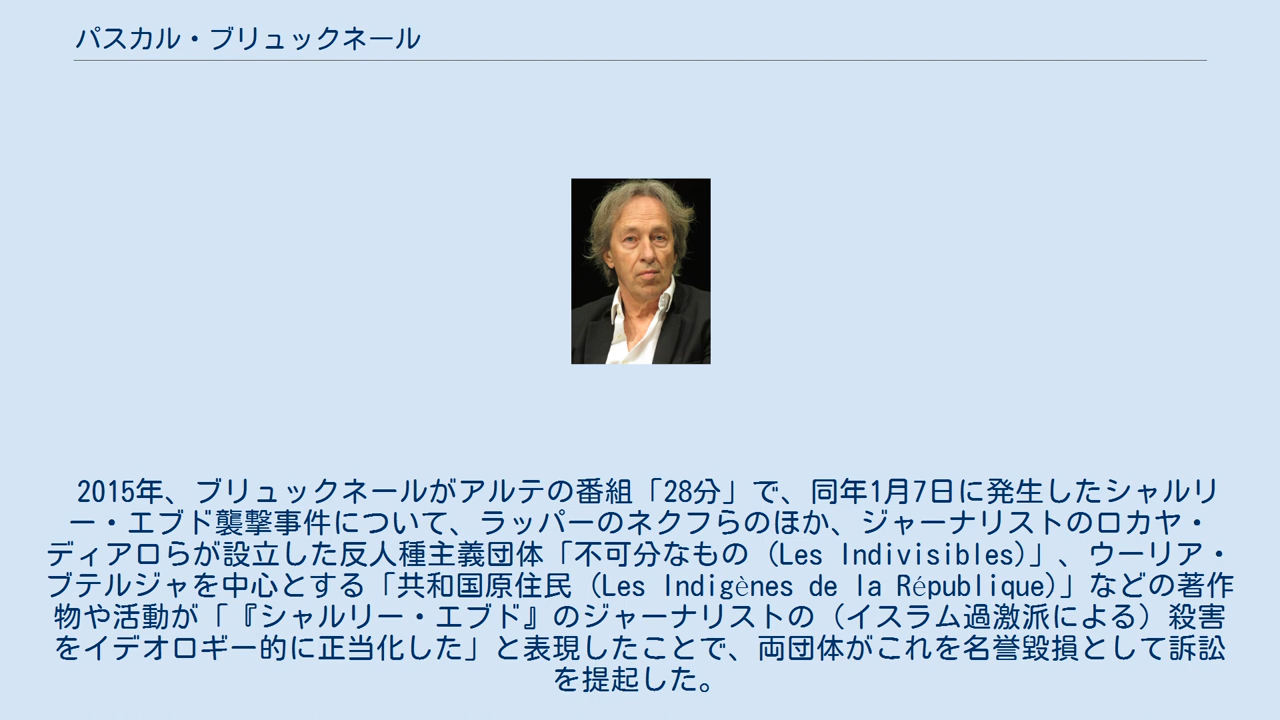 パスカル・ブリュックネール
2015年、ブリュックネールがアルテの番組「28分」で、同年1月7日に発生したシャルリ
ー・エブド襲撃事件について、ラッパーのネクフらのほか、ジャーナリストのロカヤ・
ディアロらが設立した反人種主義団体「不可分なもの（Les Indivisibles)」、ウーリア・
ブテルジャを中心とする「共和国原住民（Les Indigènes de la République)」などの著作
物や活動が「『シャルリー・エブド』のジャーナリストの（イスラム過激派による）殺害
をイデオロギー的に正当化した」と表現したことで、両団体がこれを名誉毀損として訴訟
を提起した。